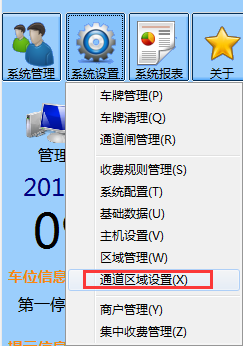 系统管理
系统设置
系统报表
关于
车牌管理(P)
车牌清理(Q)
通道闸管理(R)
收费规则管理(S)
系统配置(T)
基础数据(U)
主机设置(V)
区域管理(W)
通道区域设置(X)
商户管理(Y)
集中收费管理(Z)
管理
201
0
车位信息
第一停
提示信息